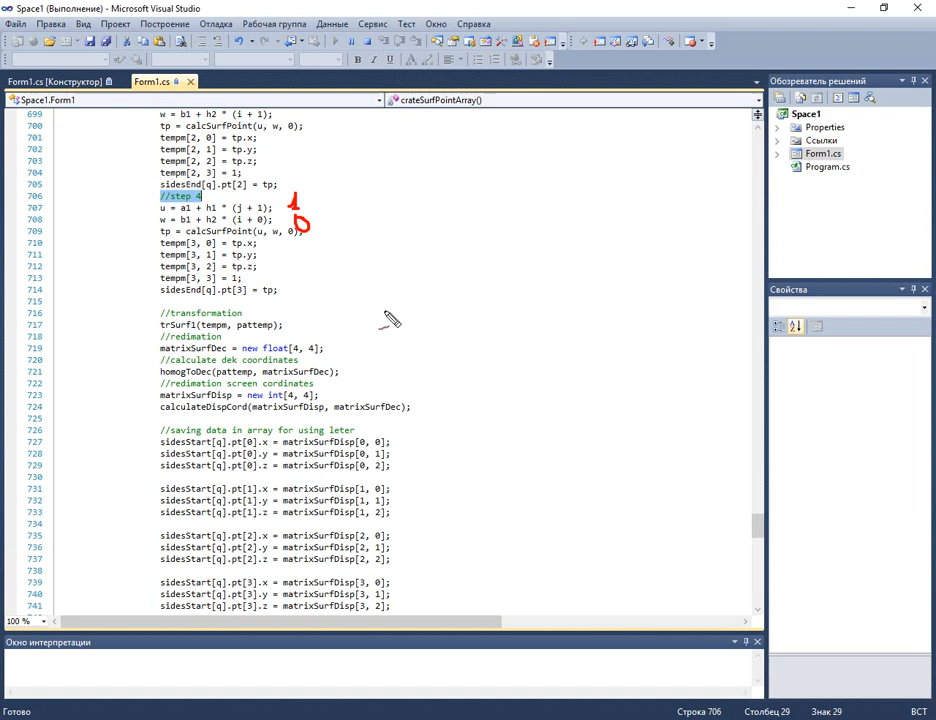 Space1 (Выполнение) - Microsoft Visual Studio
Файл Правка Вид Проект Построение Отладка Рабочая группа Данные Сервис Тест Окно Справка
Form1.cs [Конструктор] Form1.cs
Space1.Form1 crateSurfPointArray()
699 w = b1 + h2 * (i + 1);
700 tp = calcSurfPoint(u, w, 0);
701 tempm[2, 0] = tp.x;
702 tempm[2, 1] = tp.y;
703 tempm[2, 2] = tp.z;
704 tempm[2, 3] = 1;
705 sidesEnd[q].pt[2] = tp;
706 //step 4
707 u = a1 + h1 * (j + 1); 1
708 w = b1 + h2 * (i + 0); 0
709 tp = calcSurfPoint(u, w, 0);
710 tempm[3, 0] = tp.x;
711 tempm[3, 1] = tp.y;
712 tempm[3, 2] = tp.z;
713 tempm[3, 3] = 1;
714 sidesEnd[q].pt[3] = tp;
715
716 //transformation
717 trSurf1(tempm, pattemp);
718 //redimation
719 matrixSurfDec = new float[4, 4];
720 //calculate dek coordinates
721 homogToDec(pattemp, matrixSurfDec);
722 //redimation screen cordinates
723 matrixSurfDisp = new int[4, 4];
724 calculateDispCord(matrixSurfDisp, matrixSurfDec);
725
726 //saving data in array for using leter
727 sidesStart[q].pt[0].x = matrixSurfDisp[0, 0];
728 sidesStart[q].pt[0].y = matrixSurfDisp[0, 1];
729 sidesStart[q].pt[0].z = matrixSurfDisp[0, 2];
730
731 sidesStart[q].pt[1].x = matrixSurfDisp[1, 0];
732 sidesStart[q].pt[1].y = matrixSurfDisp[1, 1];
733 sidesStart[q].pt[1].z = matrixSurfDisp[1, 2];
734
735 sidesStart[q].pt[2].x = matrixSurfDisp[2, 0];
736 sidesStart[q].pt[2].y = matrixSurfDisp[2, 1];
737 sidesStart[q].pt[2].z = matrixSurfDisp[2, 2];
738
739 sidesStart[q].pt[3].x = matrixSurfDisp[3, 0];
740 sidesStart[q].pt[3].y = matrixSurfDisp[3, 1];
741 sidesStart[q].pt[3].z = matrixSurfDisp[3, 2];
100 %
Обозреватель решений
Space1
Properties
Ссылки
Form1.cs
Program.cs
Свойства
Окно интерпретации
Готово Строка 706 Столбец 29 Знак 29 ВСТ